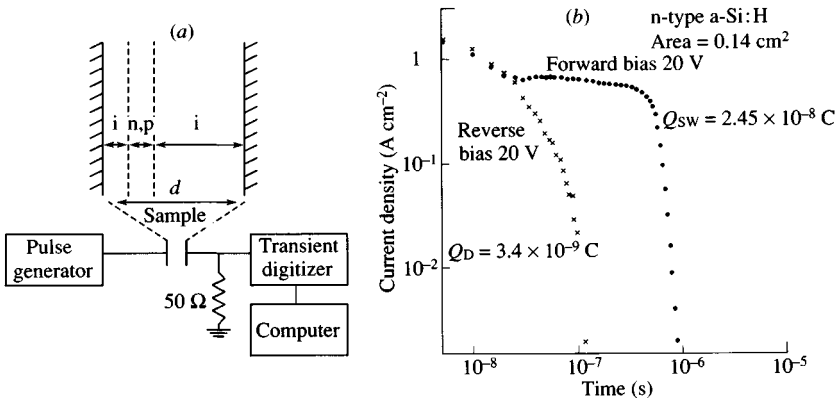 (a)
i n,p i
d
Sample
Pulse
generator
Transient
digitizer
50 Ω
Computer
(b)
n-type a-Si:H
Area = 0.14 cm²
Forward bias 20 V
Reverse
bias 20 V
Q_SW = 2.45 × 10⁻⁸ C
Q_D = 3.4 × 10⁻⁹ C
Current density (A cm⁻²)
1
10⁻¹
10⁻²
10⁻⁸ 10⁻⁷ 10⁻⁶ 10⁻⁵
Time (s)